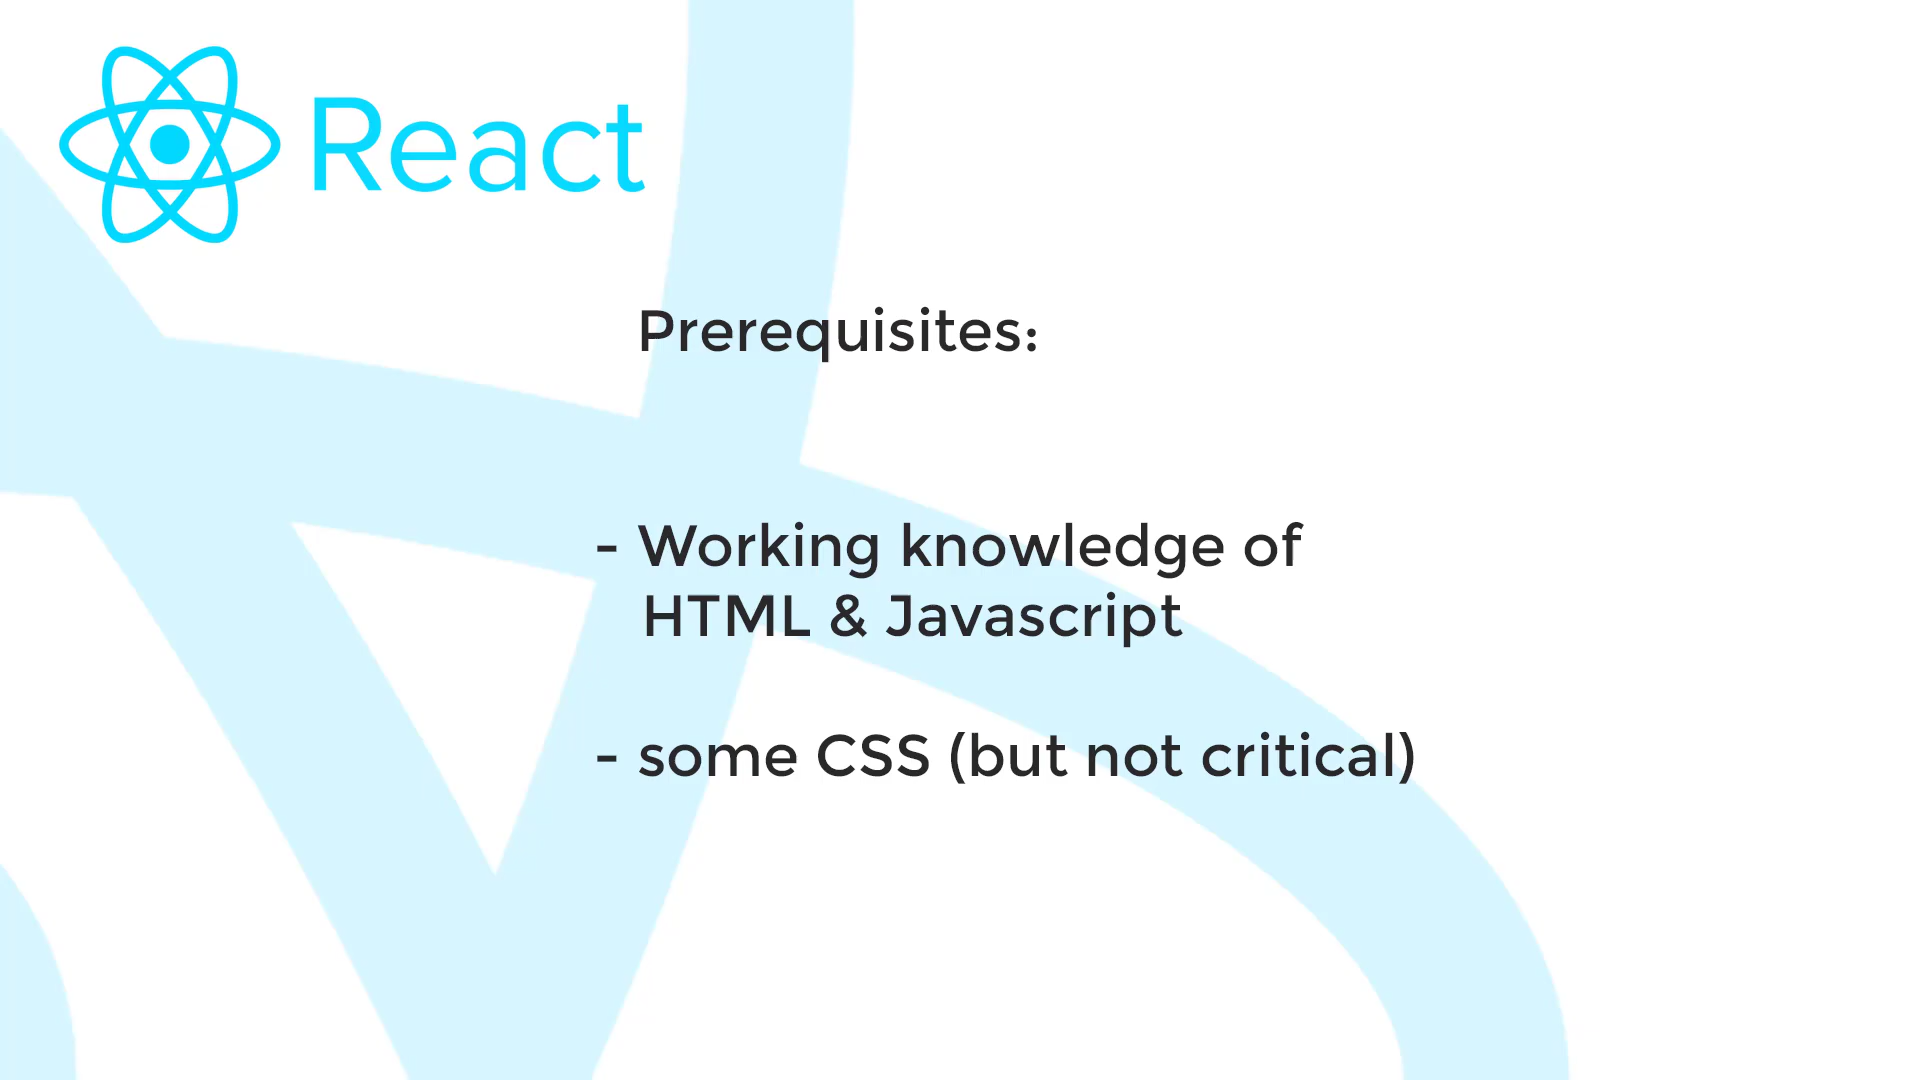 React
Prerequisites:
- Working knowledge of
HTML & Javascript
- some CSS (but not critical)